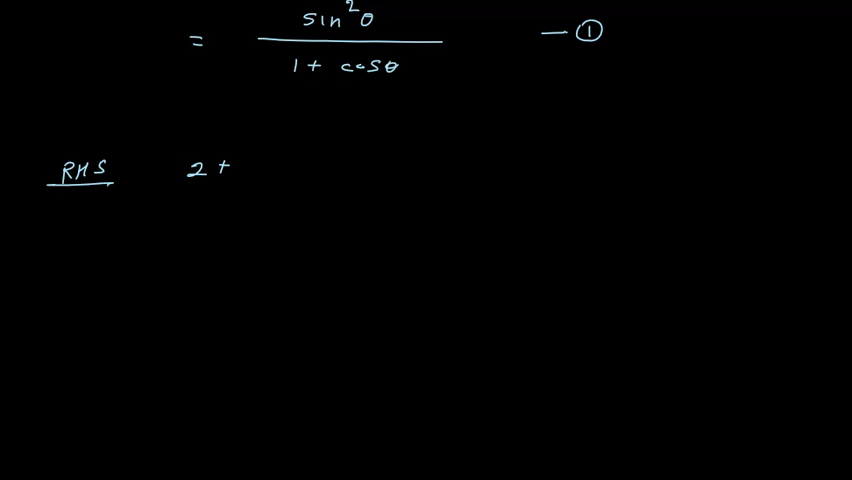 = sin²θ / 1 + cosθ — ①
RHS 2 +